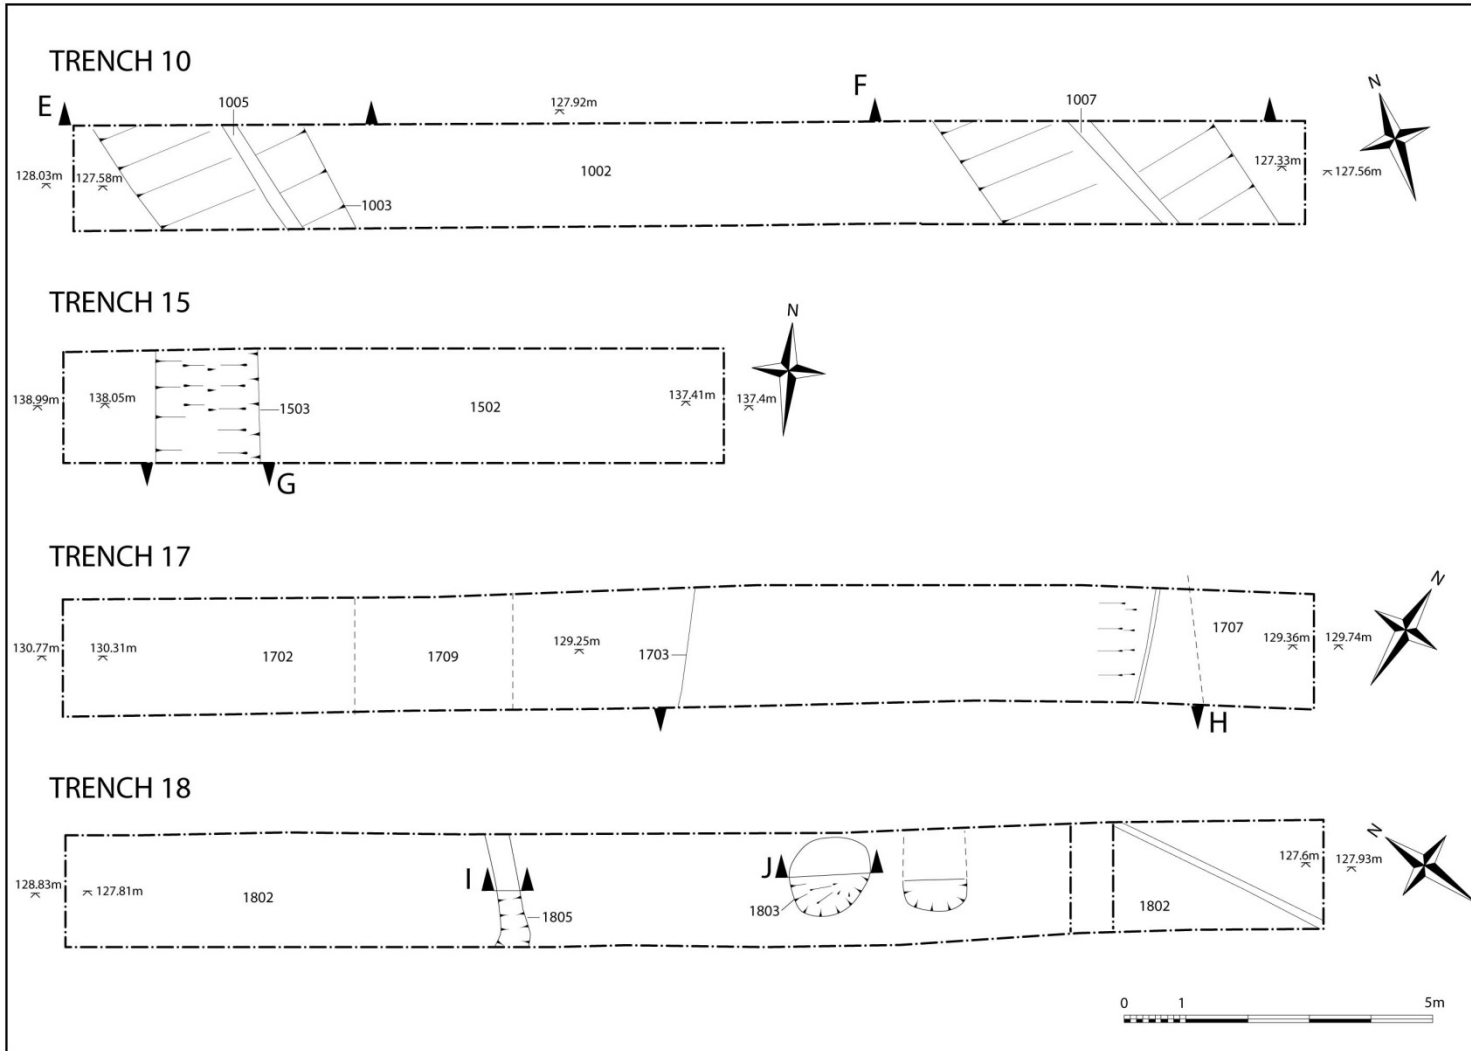 TRENCH 10
N
E
1005
127.92m
F
1007
128.03m
127.58m
1002
127.33m
127.56m
1003
TRENCH 15
N
138.99m
138.05m
1503
1502
137.41m
137.4m
G
TRENCH 17
N
130.77m
130.31m
1702
1709
129.25m
1703
1707
129.36m
129.74m
H
TRENCH 18
N
128.83m
127.81m
1802
I
1805
J
1803
1802
127.6m
127.93m
0 1 5m